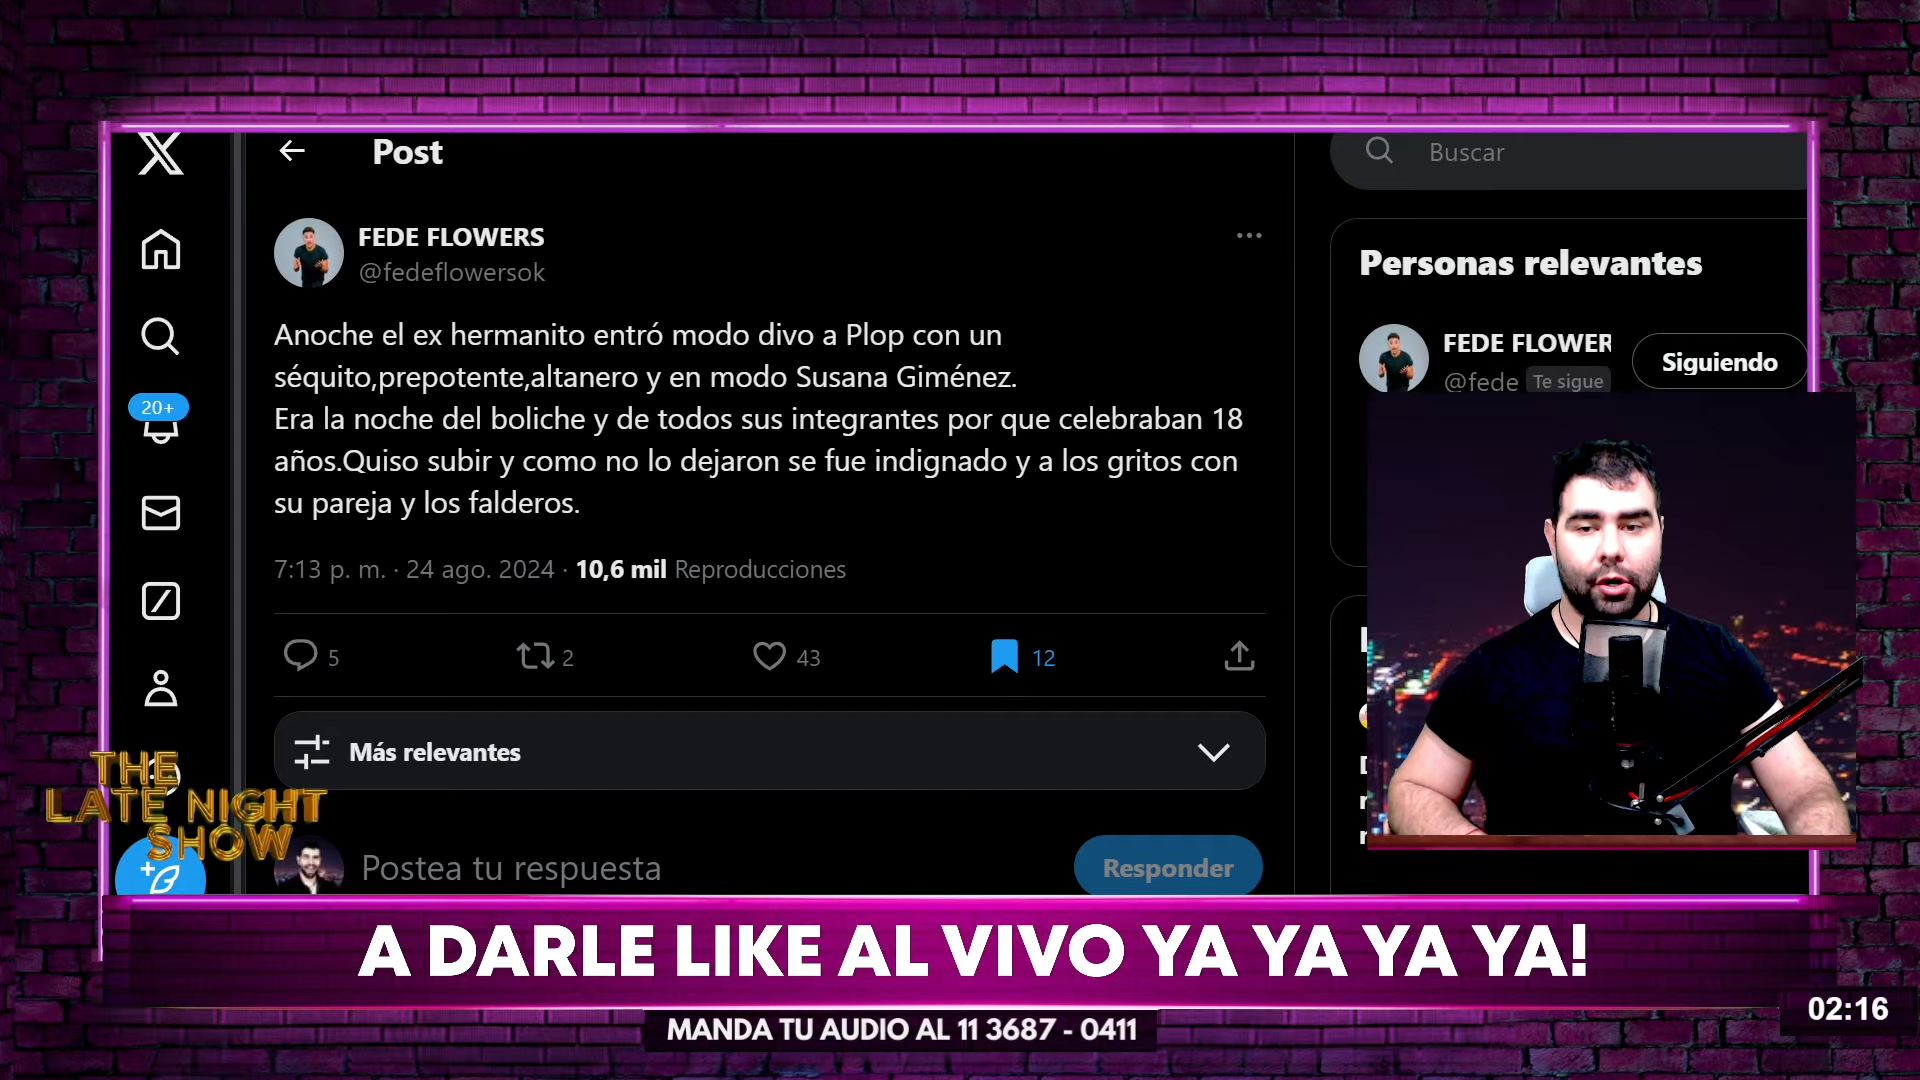 Post
Buscar
FEDE FLOWERS
@fedeflowersok
Anoche el ex hermanito entró modo divo a Plop con un
séquito,prepotente,altanero y en modo Susana Giménez.
Era la noche del boliche y de todos sus integrantes por que celebraban 18
años.Quiso subir y como no lo dejaron se fue indignado y a los gritos con
su pareja y los falderos.
7:13 p. m. · 24 ago. 2024 · 10,6 mil Reproducciones
5
2
43
12
Más relevantes
Postea tu respuesta
Responder
20+
Personas relevantes
FEDE FLOWER
@fede Te sigue
Siguiendo
THE
LATE NIGHT
SHOW
A DARLE LIKE AL VIVO YA YA YA YA!
MANDA TU AUDIO AL 11 3687 - 0411
02:16